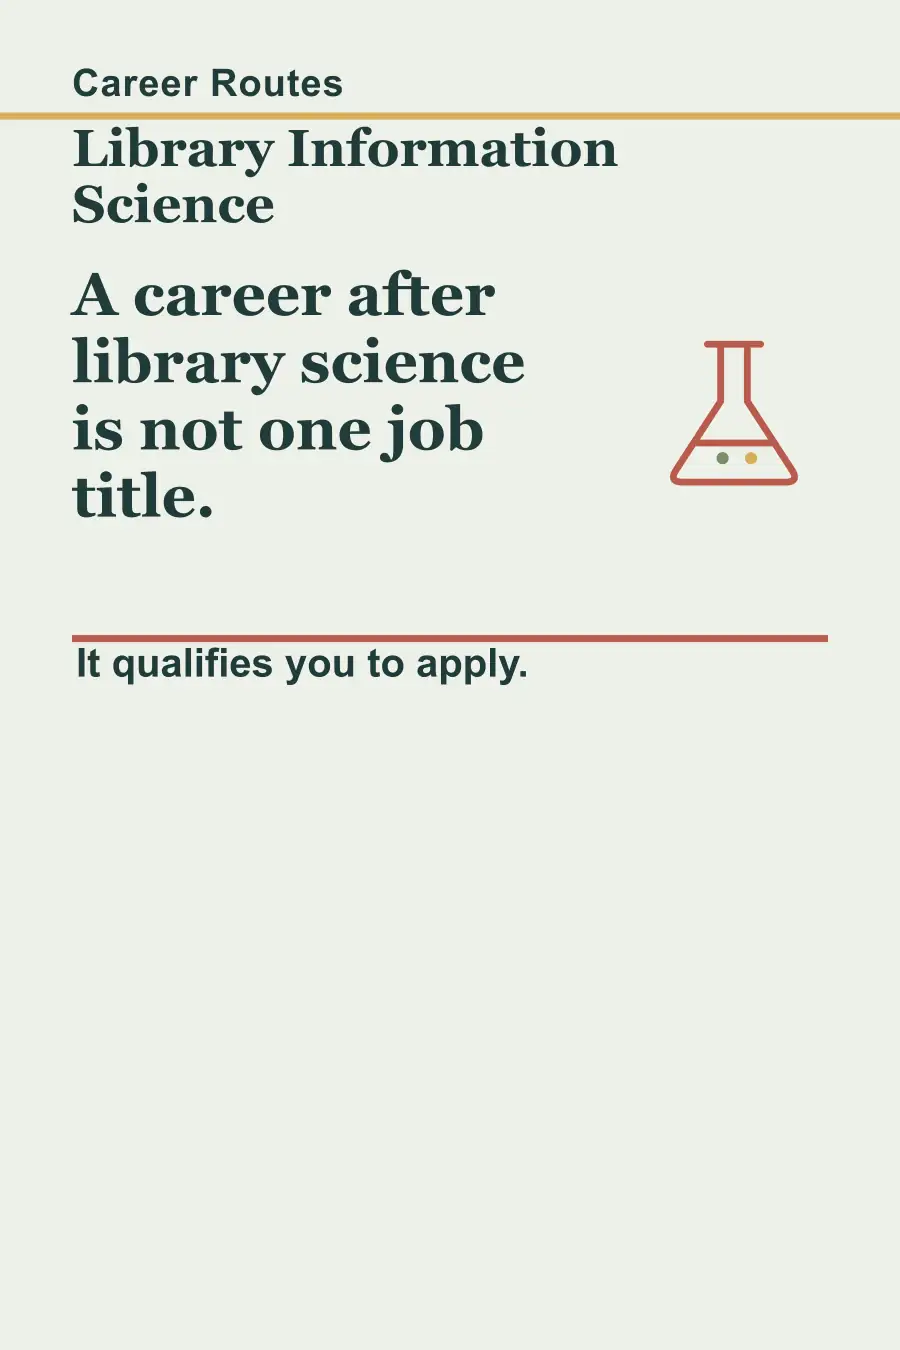 Career Routes
Library Information
Science
A career after
library science
is not one job
title.
It qualifies you to apply.